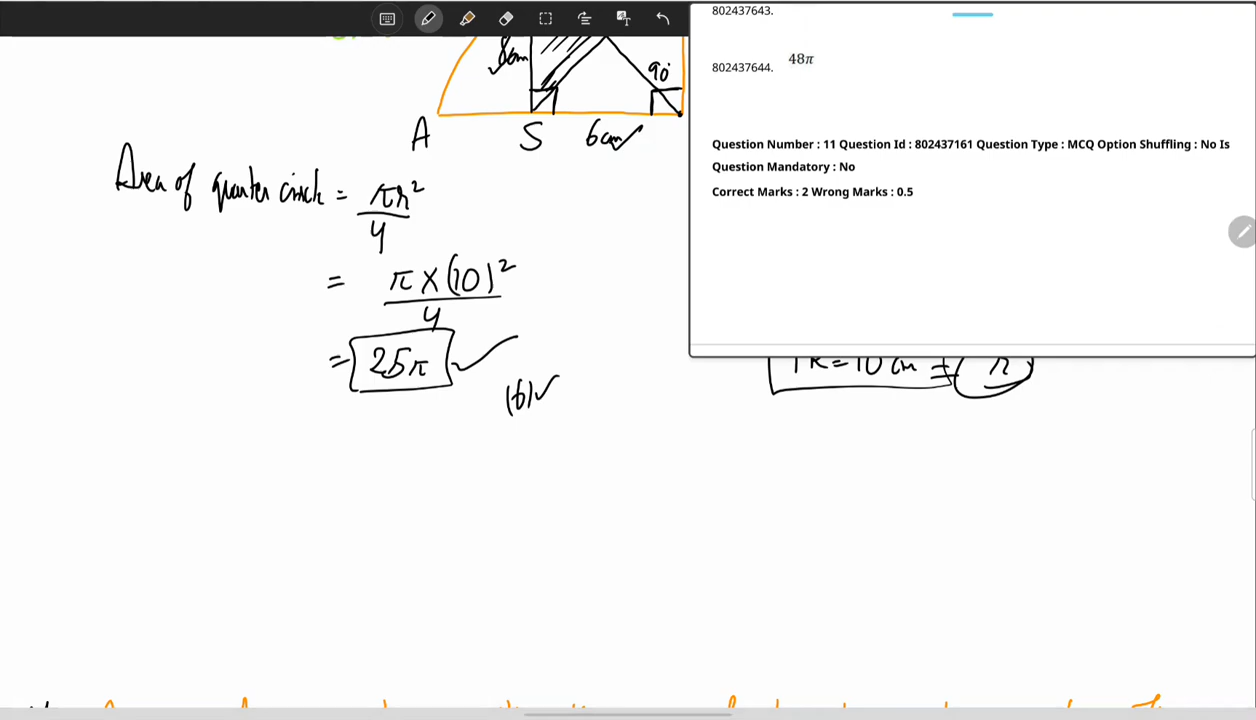 802437643.
802437644. 48π
Question Number : 11 Question Id : 802437161 Question Type : MCQ Option Shuffling : No Is
Question Mandatory : No
Correct Marks : 2 Wrong Marks : 0.5
8cm
90°
A S 6cm
Area of quarter circle = πr²/4
= π×(10)²/4
= 25π
(b)